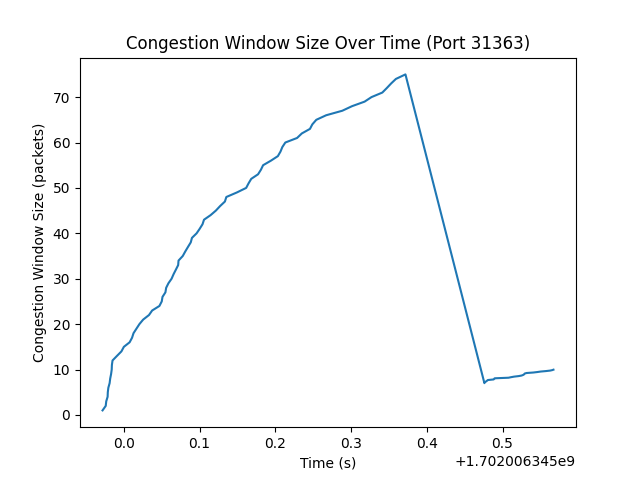 Congestion Window Size Over Time (Port 31363)
Congestion Window Size (packets)
70
60
50
40
30
20
10
0
0.0 0.1 0.2 0.3 0.4 0.5
Time (s)
+1.702006345e9